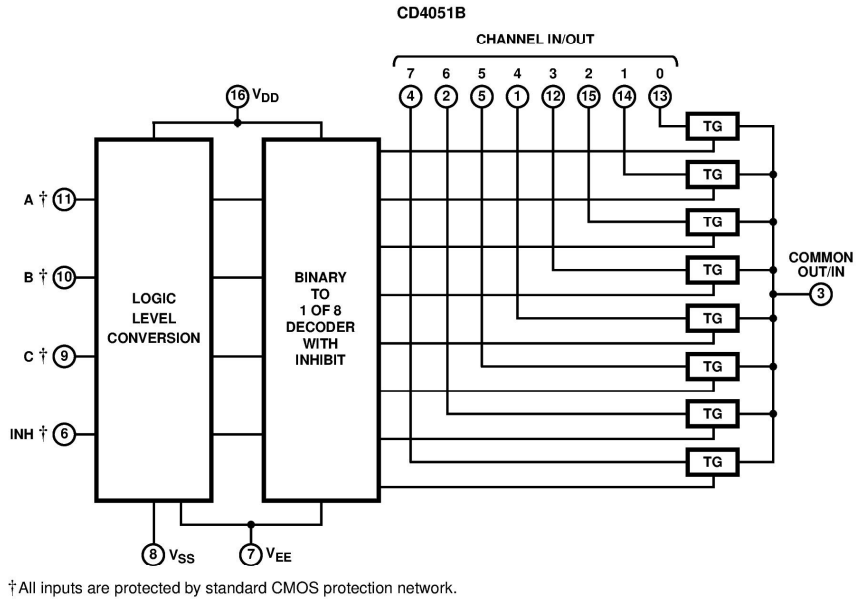 CD4051B
CHANNEL IN/OUT
7 6 5 4 3 2 1 0
4 2 5 1 12 15 14 13
16 VDD
TG
TG
TG
TG
TG
TG
TG
TG
A † 11
B † 10
C † 9
INH † 6
LOGIC
LEVEL
CONVERSION
BINARY
TO
1 OF 8
DECODER
WITH
INHIBIT
COMMON
OUT/IN
3
8 VSS
7 VEE
†All inputs are protected by standard CMOS protection network.